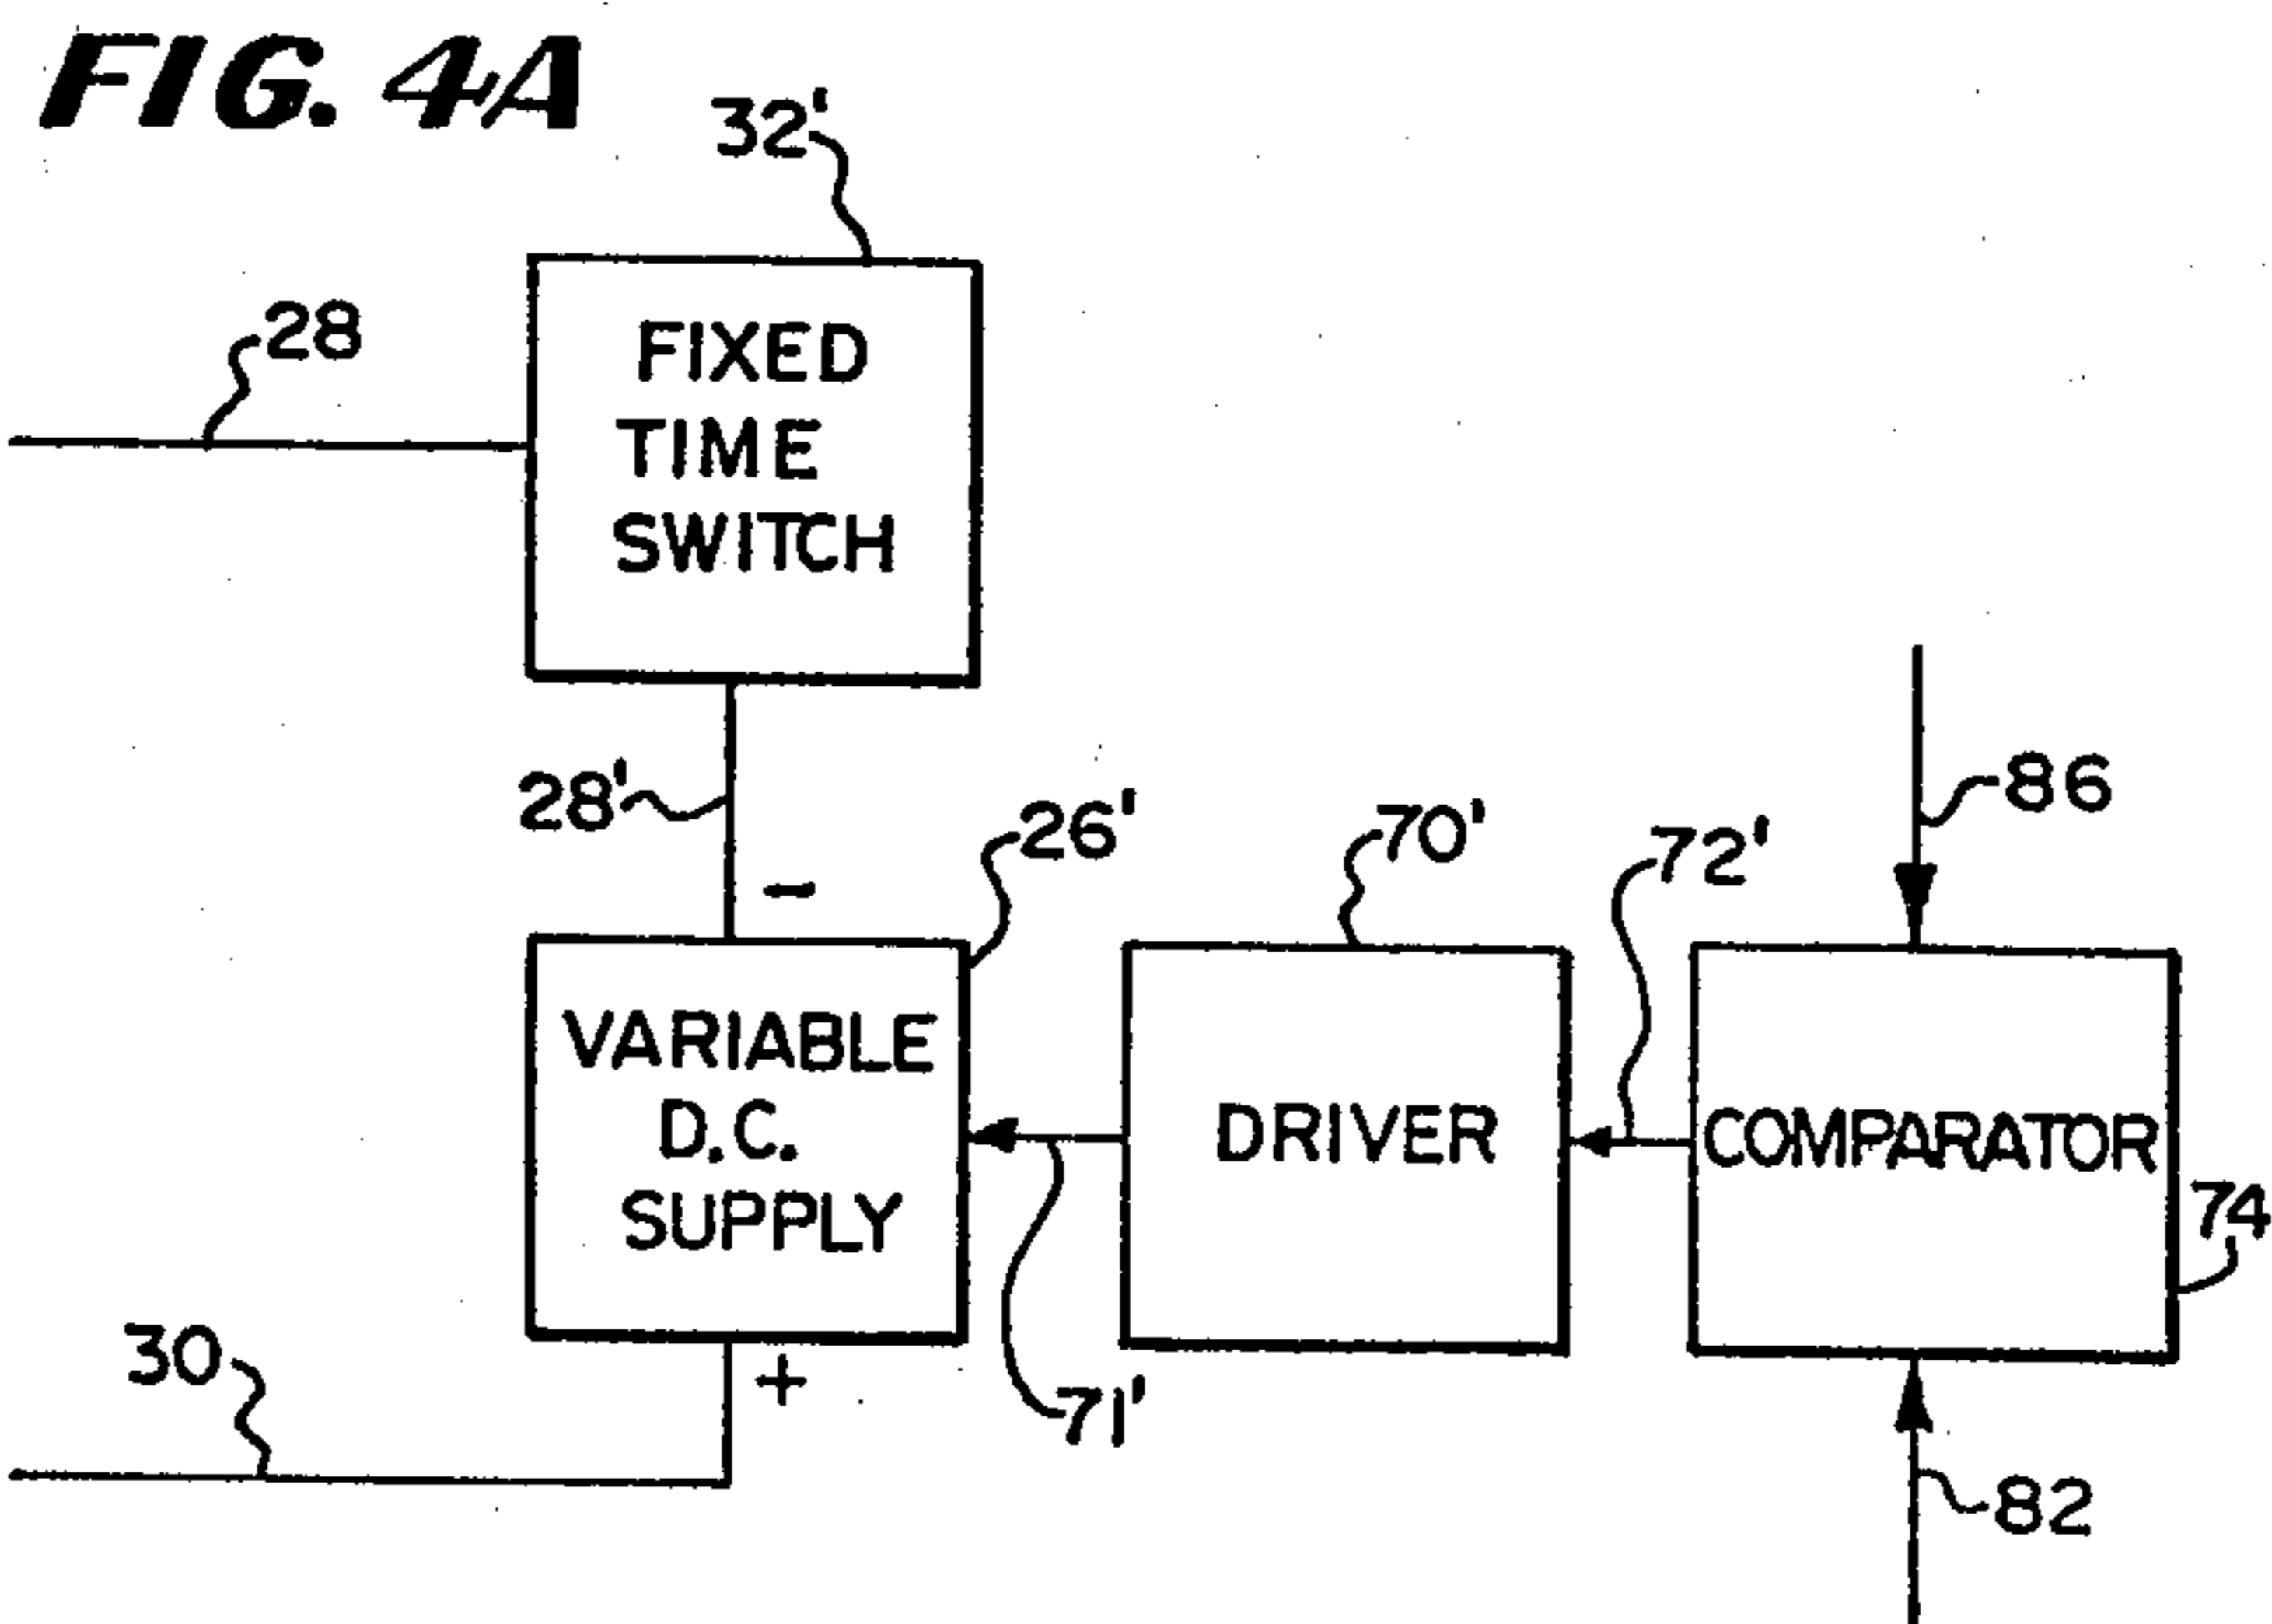 FIG. 4A
32'
28
FIXED
TIME
SWITCH
28'
-
26'
70'
72'
86
VARIABLE
D.C.
SUPPLY
DRIVER
COMPARATOR
74
30
+
71'
82